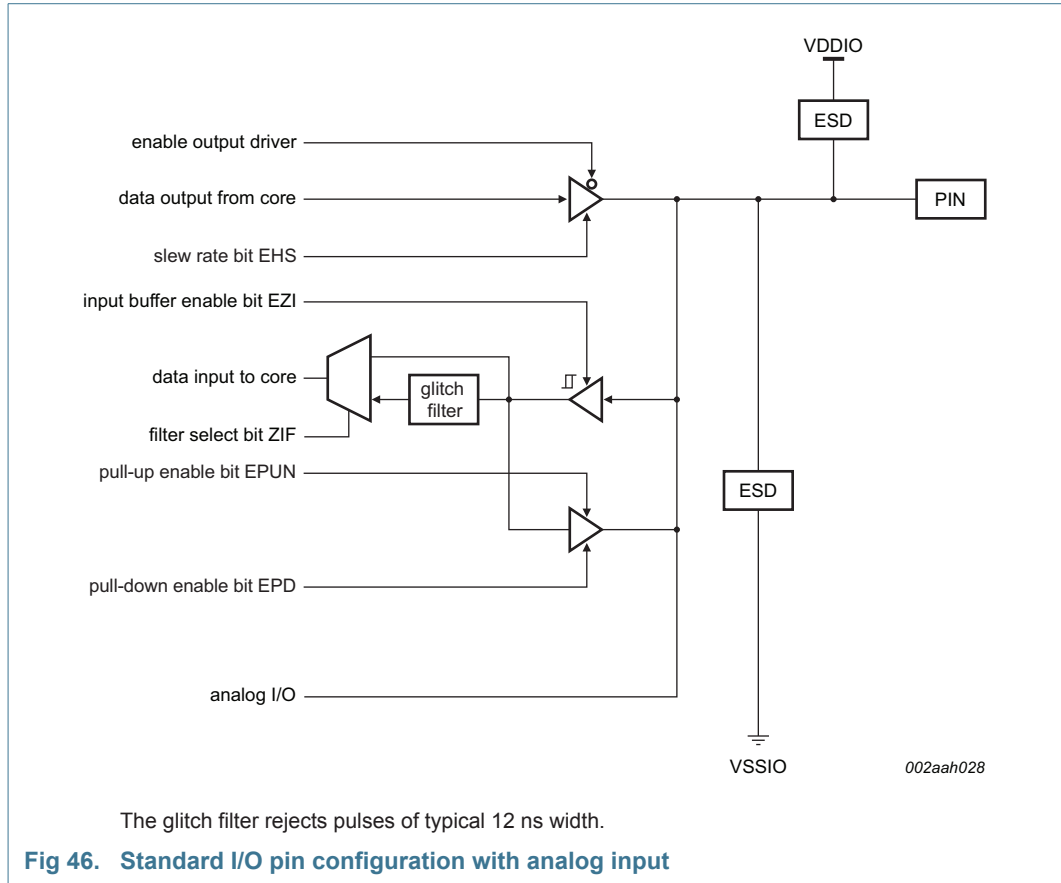 VDDIO
ESD
enable output driver
data output from core
PIN
slew rate bit EHS
input buffer enable bit EZI
data input to core
glitch
filter
filter select bit ZIF
pull-up enable bit EPUN
ESD
pull-down enable bit EPD
analog I/O
VSSIO
002aah028
The glitch filter rejects pulses of typical 12 ns width.
Fig 46. Standard I/O pin configuration with analog input